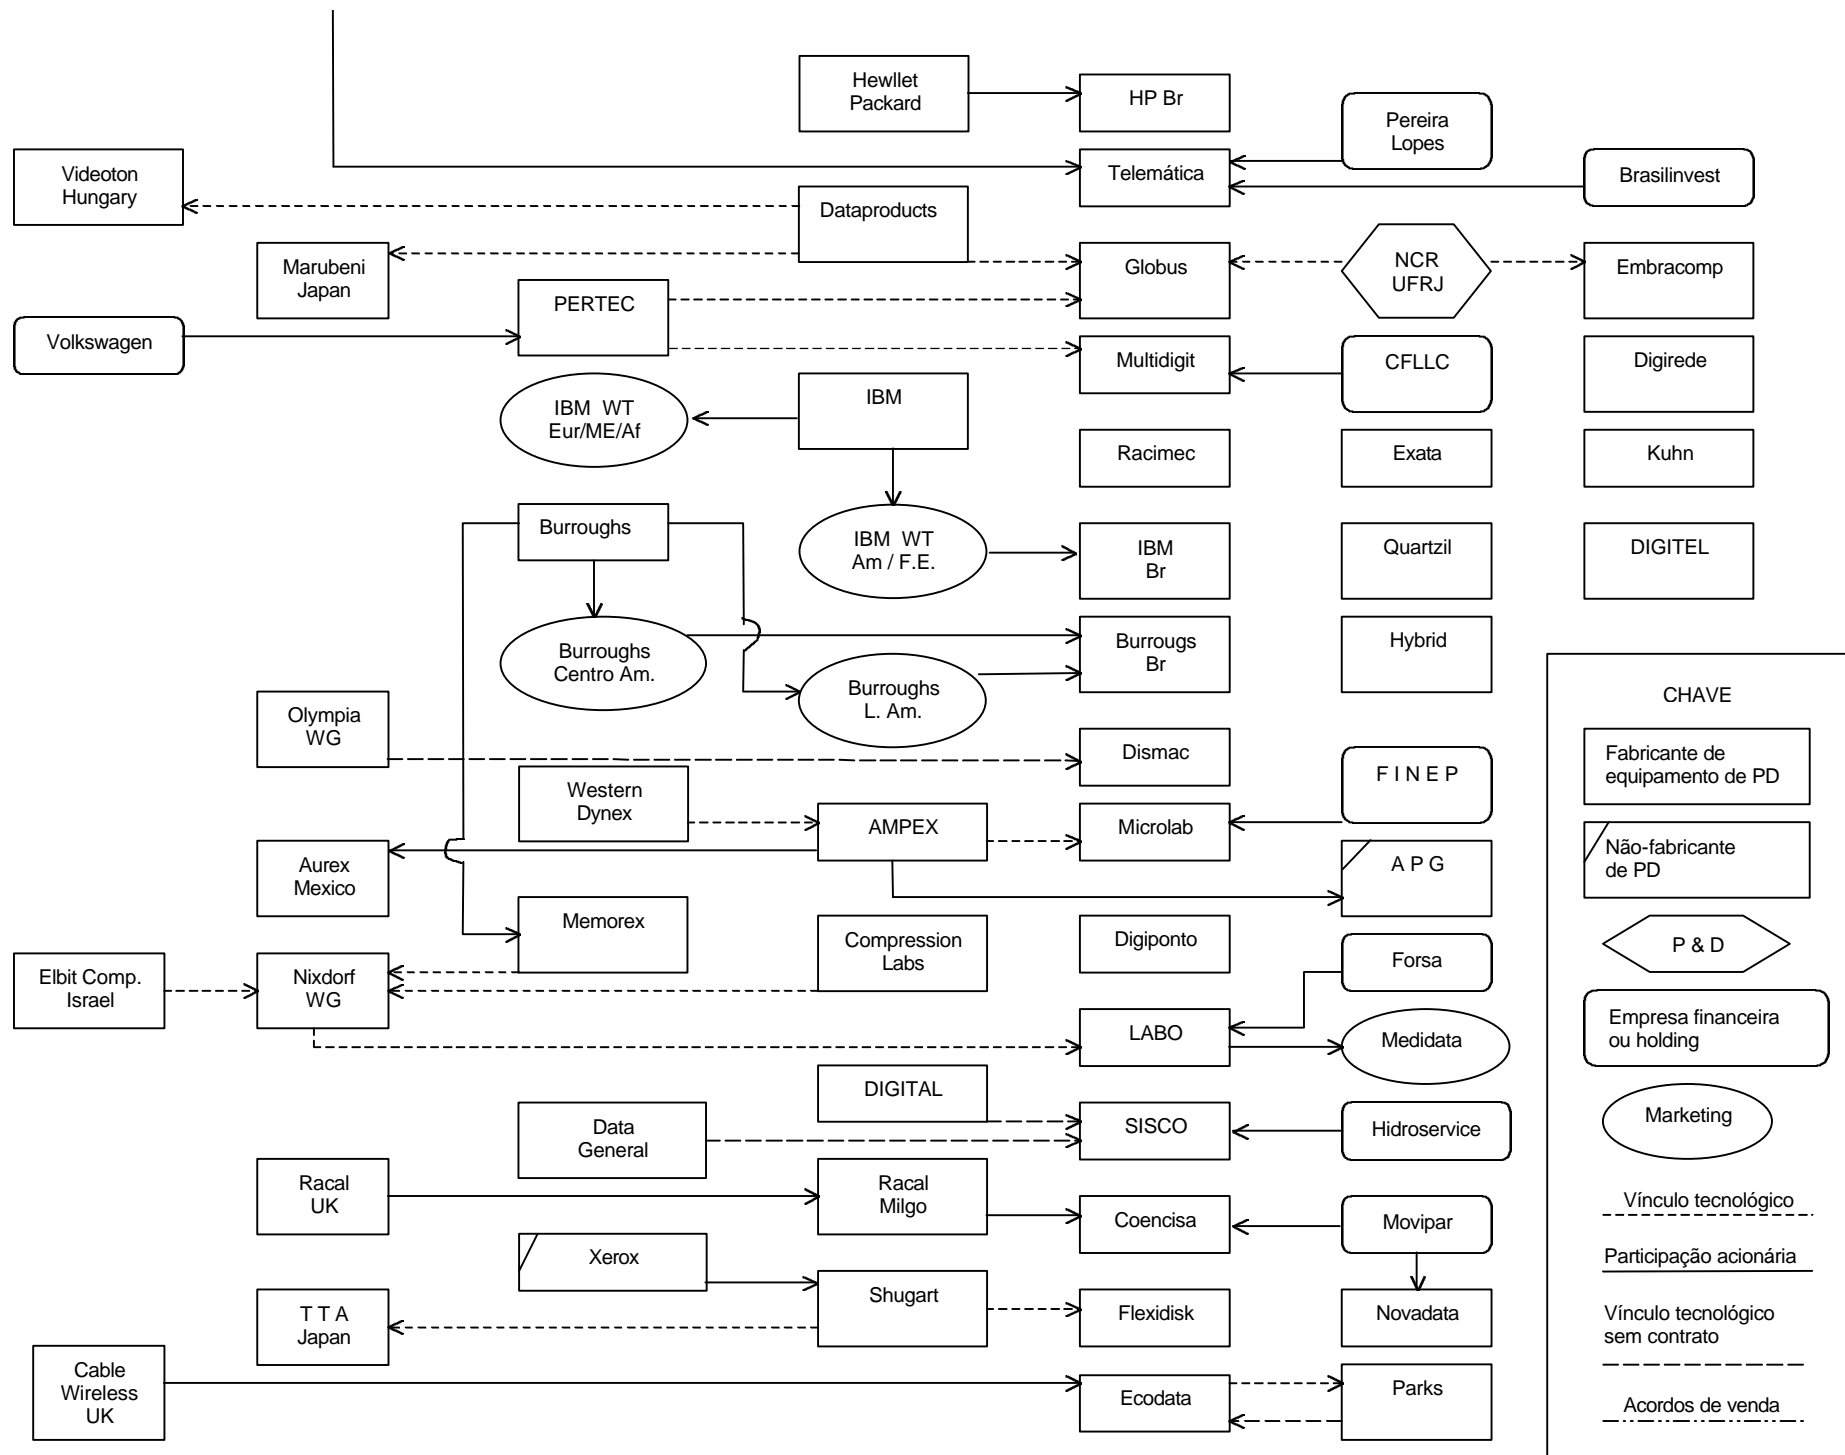 Hewllet
Packard
HP Br
Pereira
Lopes
Videoton
Hungary
Telemática
Brasilinvest
Dataproducts
Marubeni
Japan
Globus
NCR
UFRJ
Embracomp
PERTEC
Volkswagen
Multidigit
CFLLC
Digirede
IBM WT
Eur/ME/Af
IBM
Racimec
Exata
Kuhn
Burroughs
IBM WT
Am / F.E.
IBM
Br
Quartzil
DIGITEL
Burroughs
Centro Am.
Burroughs
L. Am.
Burrougs
Br
Hybrid
CHAVE
Olympia
WG
Dismac
F I N E P
Fabricante de
equipamento de PD
Western
Dynex
AMPEX
Microlab
Aurex
Mexico
A P G
Não-fabricante
de PD
Memorex
Compression
Labs
Digiponto
Forsa
P & D
Elbit Comp.
Israel
Nixdorf
WG
LABO
Medidata
Empresa financeira
ou holding
DIGITAL
Data
General
SISCO
Hidroservice
Marketing
Racal
UK
Racal
Milgo
Coencisa
Movipar
Vínculo tecnológico
Xerox
Participação acionária
T T A
Japan
Shugart
Flexidisk
Novadata
Vínculo tecnológico
sem contrato
Cable
Wireless
UK
Ecodata
Parks
Acordos de venda